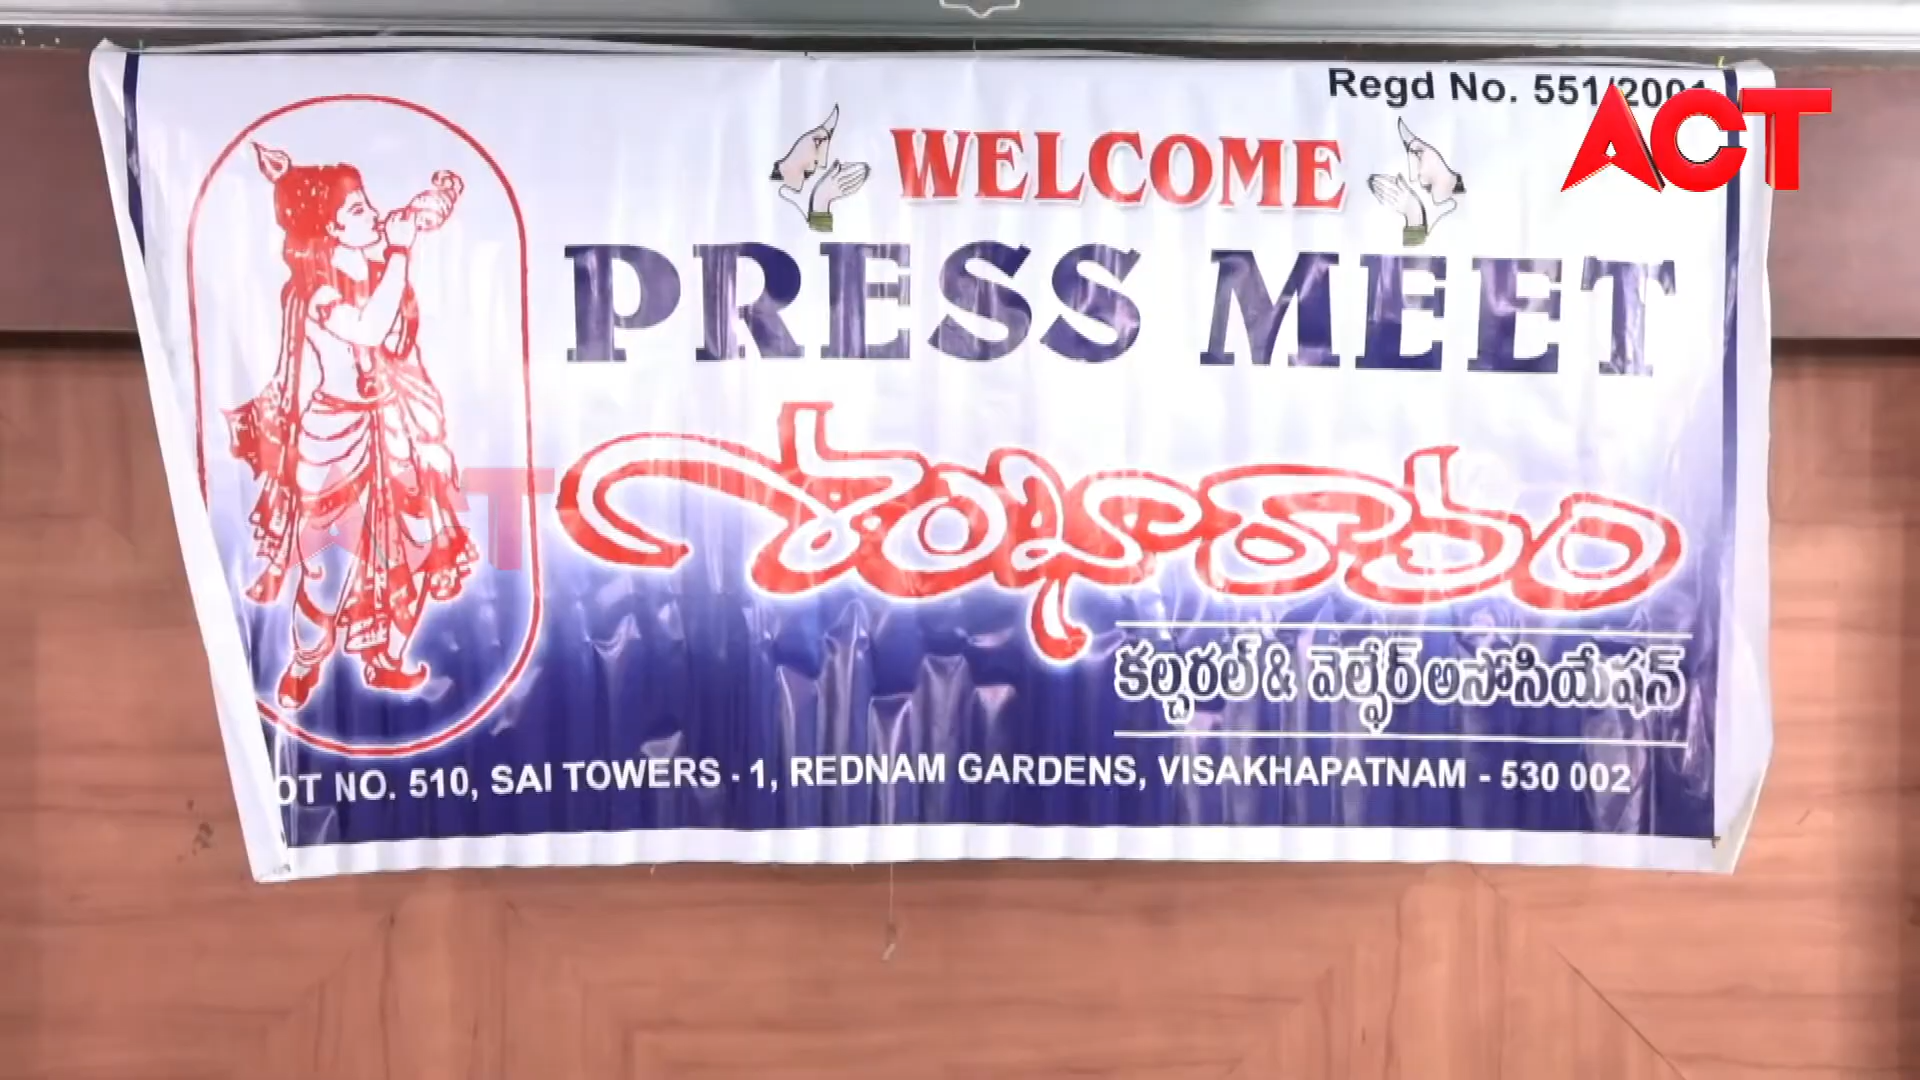 Regd No. 551/2001
ACT
WELCOME
PRESS MEET
శంఖారావం
ACT
కల్చరల్ & వెల్ఫేర్ అసోసియేషన్
OT NO. 510, SAI TOWERS - 1, REDNAM GARDENS, VISAKHAPATNAM - 530 002